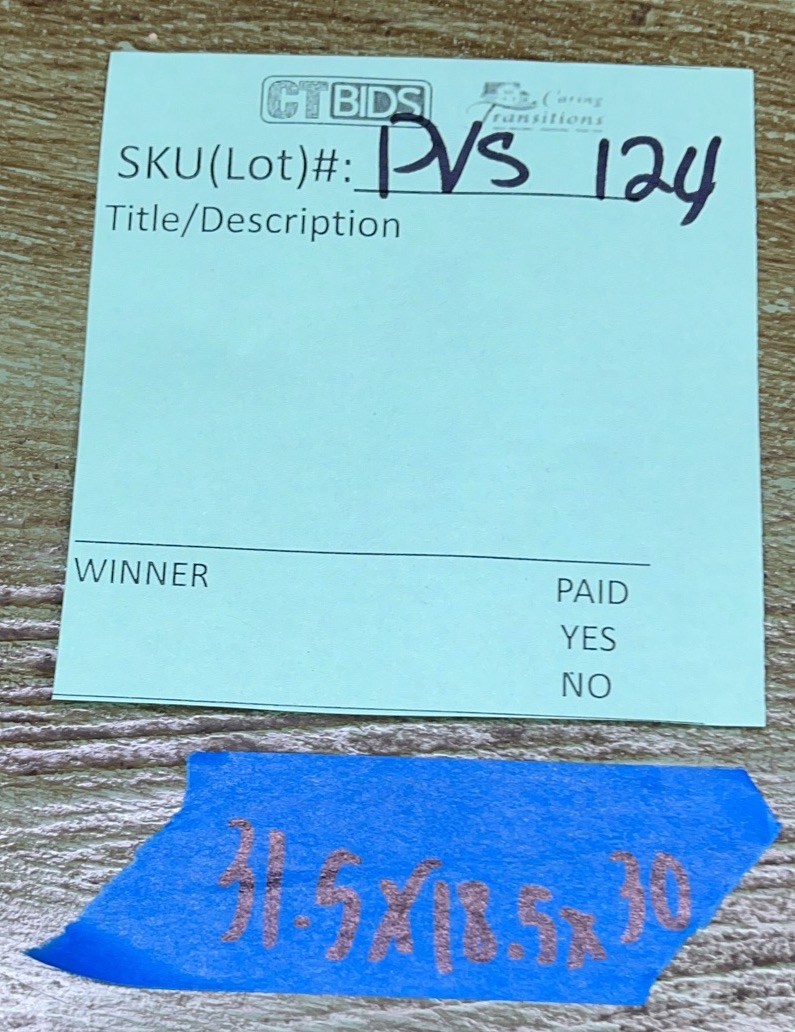 CTBIDS Caring
Transitions
SKU(Lot)#: PVS 124
Title/Description
WINNER PAID
YES
NO
31.5x18.5x30